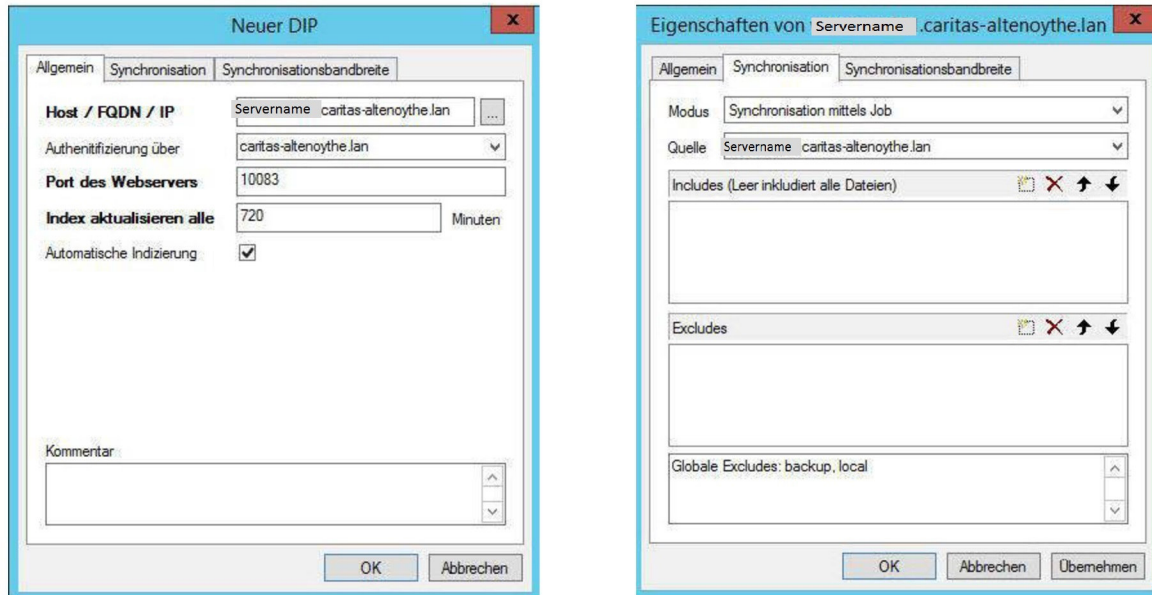 Neuer DIP
x
Allgemein Synchronisation Synchronisationsbandbreite
Host / FQDN / IP Servername caritas-altenoythe.lan ...
Authenitifizierung über caritas-altenoythe.lan
Port des Webservers 10083
Index aktualisieren alle 720 Minuten
Automatische Indizierung
Kommentar
OK Abbrechen
Eigenschaften von Servername .caritas-altenoythe.lan
x
Allgemein Synchronisation Synchronisationsbandbreite
Modus Synchronisation mittels Job
Quelle Servername caritas-altenoythe.lan
Includes (Leer inkludiert alle Dateien)
Excludes
Globale Excludes: backup, local
OK Abbrechen Übernehmen